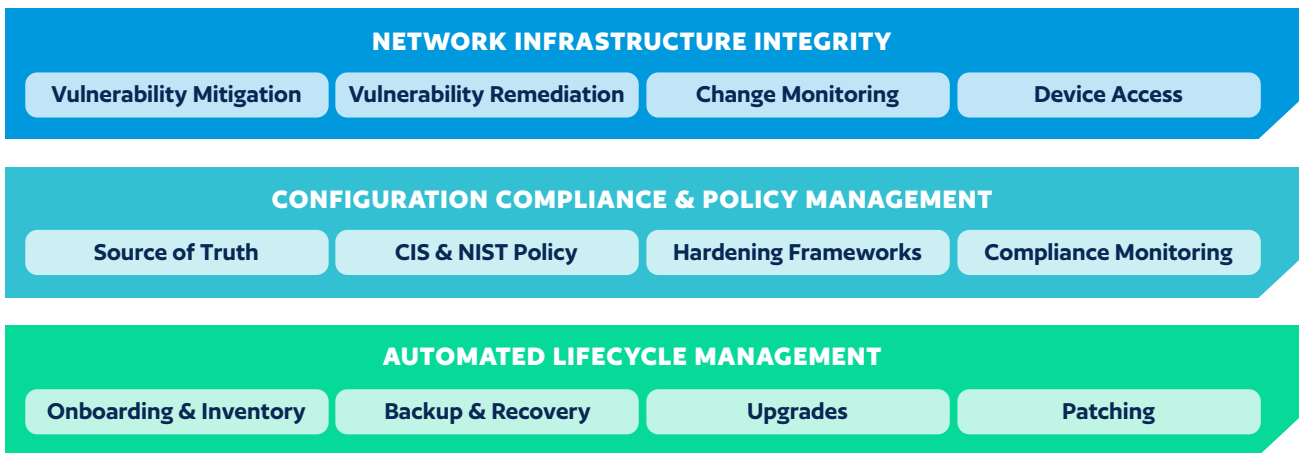 NETWORK INFRASTRUCTURE INTEGRITY
Vulnerability Mitigation
Vulnerability Remediation
Change Monitoring
Device Access
CONFIGURATION COMPLIANCE & POLICY MANAGEMENT
Source of Truth
CIS & NIST Policy
Hardening Frameworks
Compliance Monitoring
AUTOMATED LIFECYCLE MANAGEMENT
Onboarding & Inventory
Backup & Recovery
Upgrades
Patching